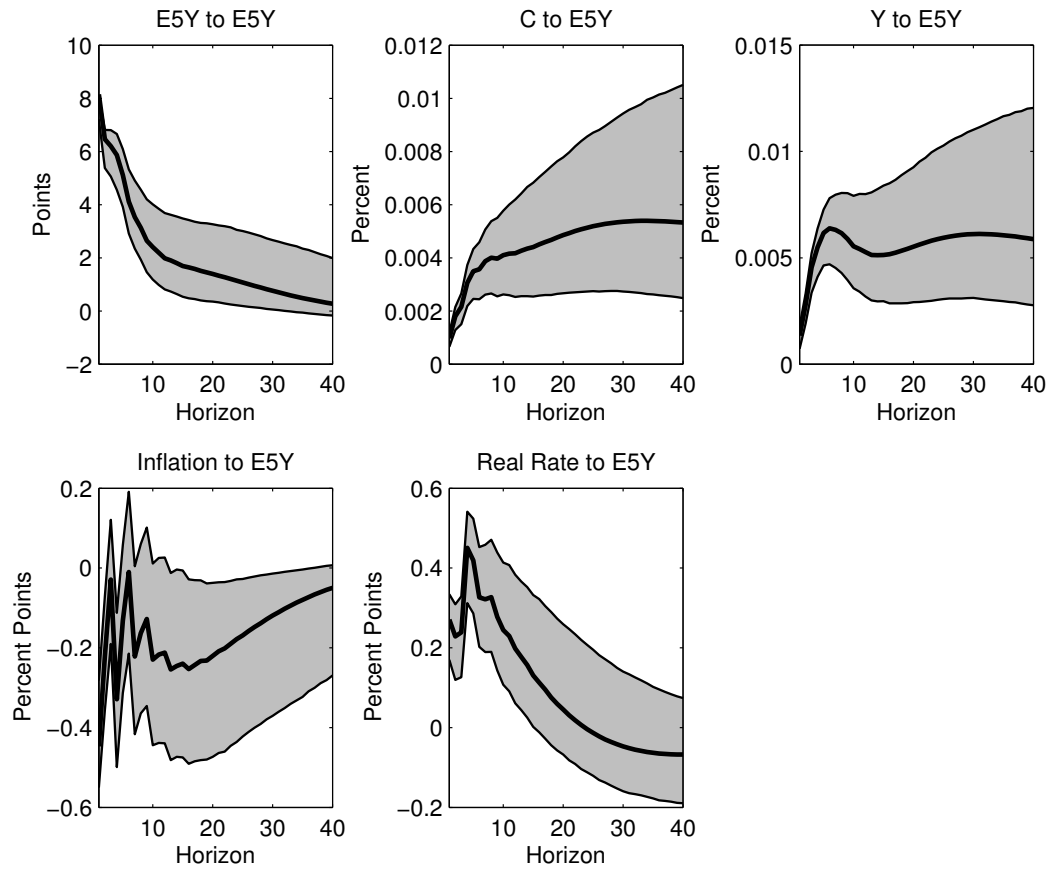 E5Y to E5Y
10
8
6
4
2
0
−2
Points
10 20 30 40
Horizon
C to E5Y
0.012
0.01
0.008
0.006
0.004
0.002
0
Percent
10 20 30 40
Horizon
Y to E5Y
0.015
0.01
0.005
0
Percent
10 20 30 40
Horizon
Inflation to E5Y
0.2
0
−0.2
−0.4
−0.6
Percent Points
10 20 30 40
Horizon
Real Rate to E5Y
0.6
0.4
0.2
0
−0.2
Percent Points
10 20 30 40
Horizon